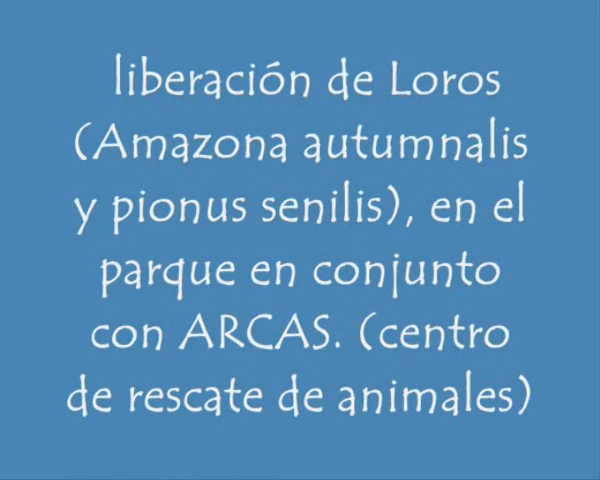 liberación de Loros
(Amazona autumnalis
y pionus senilis), en el
parque en conjunto
con ARCAS. (centro
de rescate de animales)